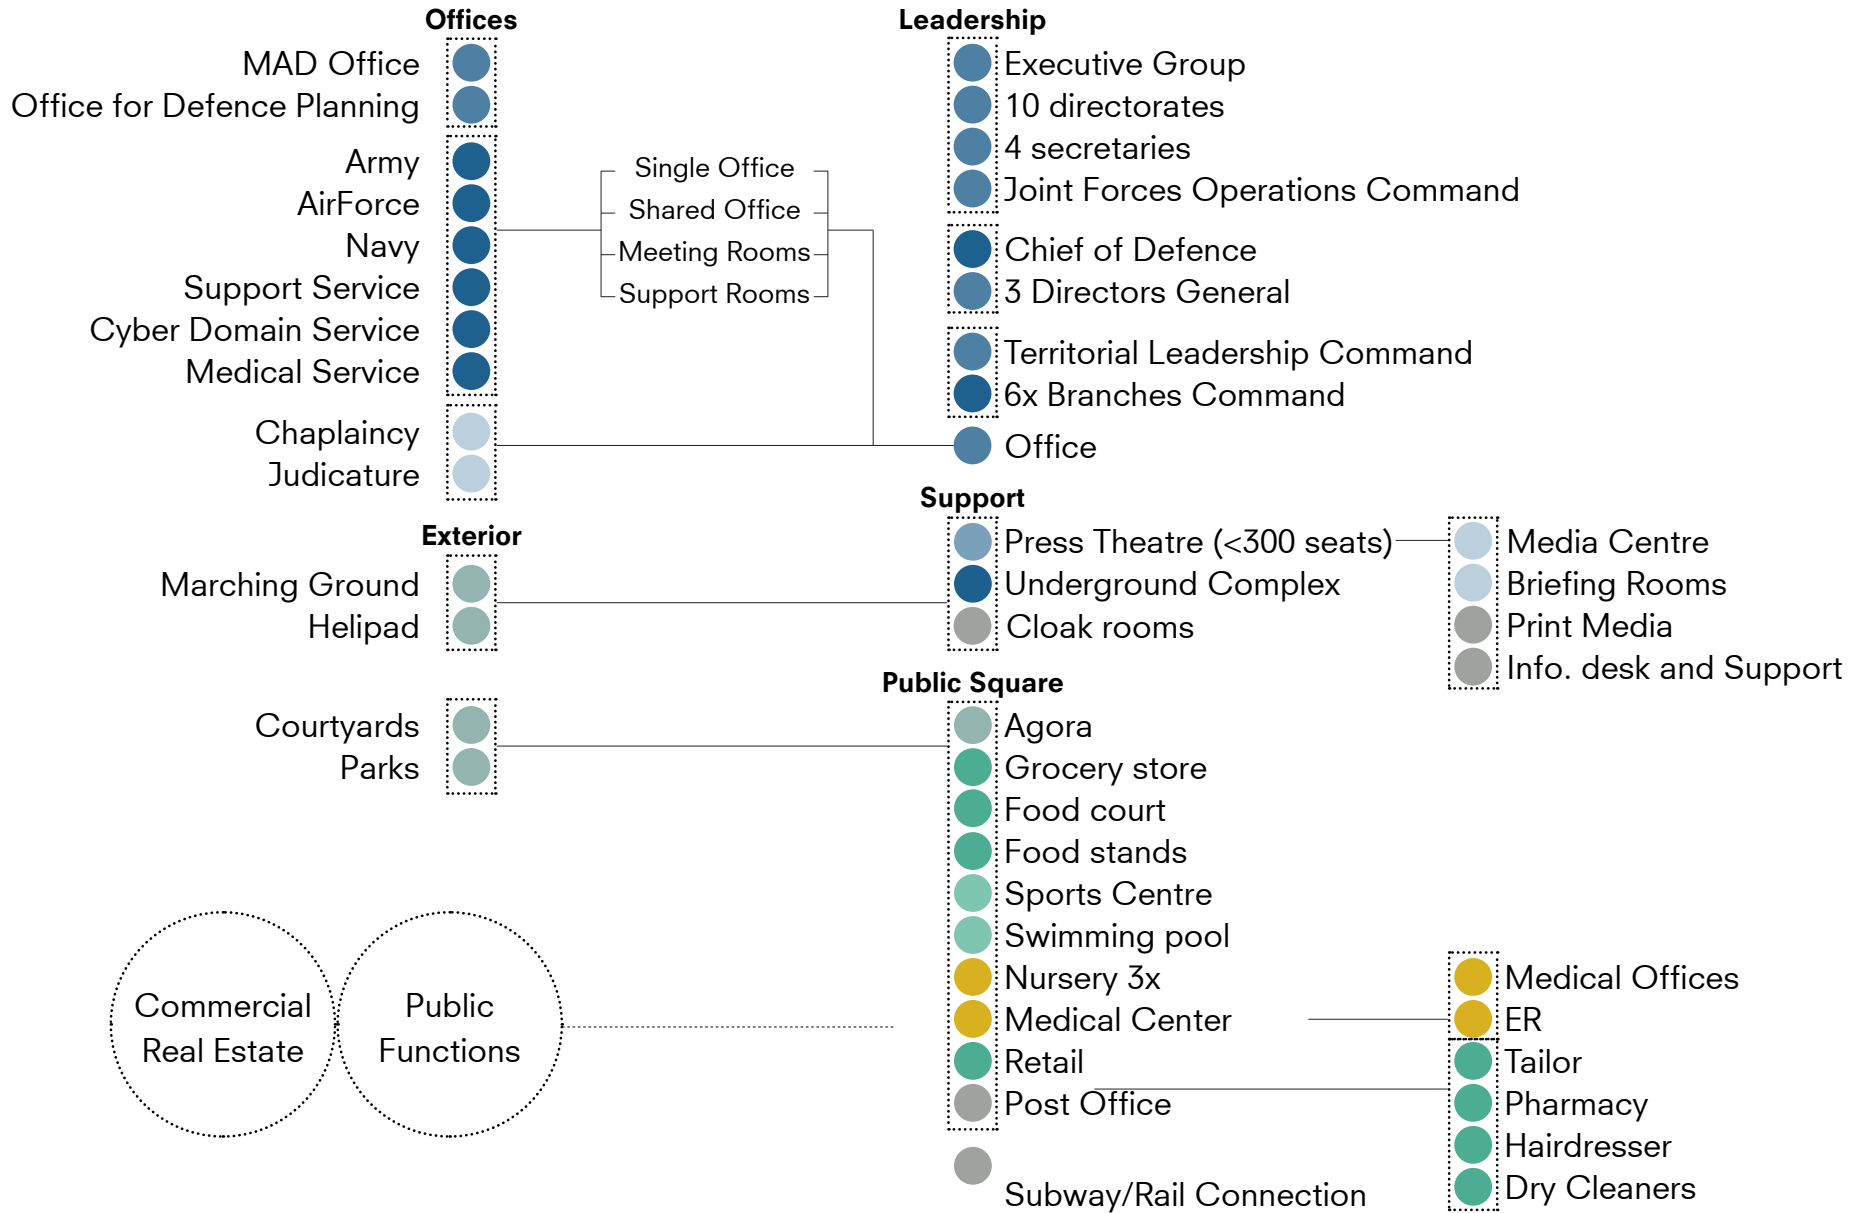 Offices
MAD Office
Office for Defence Planning
Army
AirForce
Navy
Support Service
Cyber Domain Service
Medical Service
Chaplaincy
Judicature
Single Office
Shared Office
Meeting Rooms
Support Rooms
Leadership
Executive Group
10 directorates
4 secretaries
Joint Forces Operations Command
Chief of Defence
3 Directors General
Territorial Leadership Command
6x Branches Command
Office
Exterior
Marching Ground
Helipad
Courtyards
Parks
Support
Press Theatre (<300 seats)
Underground Complex
Cloak rooms
Media Centre
Briefing Rooms
Print Media
Info. desk and Support
Public Square
Agora
Grocery store
Food court
Food stands
Sports Centre
Swimming pool
Nursery 3x
Medical Center
Retail
Post Office
Subway/Rail Connection
Medical Offices
ER
Tailor
Pharmacy
Hairdresser
Dry Cleaners
Commercial
Real Estate
Public
Functions